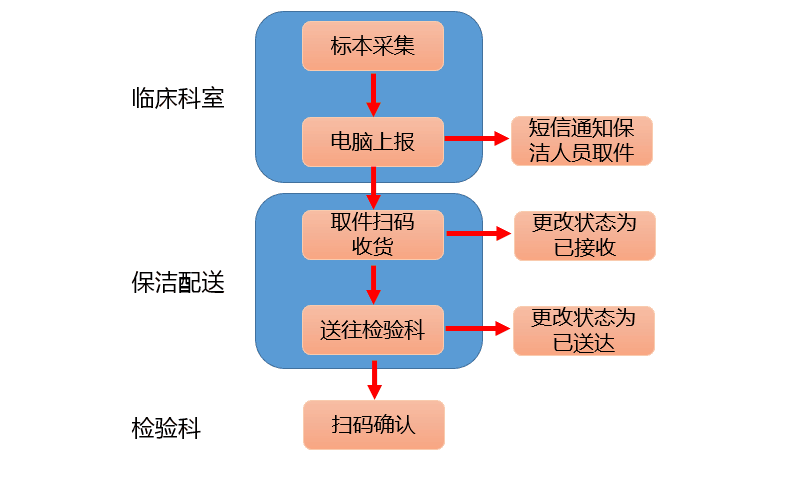 标本采集
临床科室
电脑上报
短信通知保
洁人员取件
取件扫码
收货
更改状态为
已接收
保洁配送
送往检验科
更改状态为
已送达
检验科
扫码确认